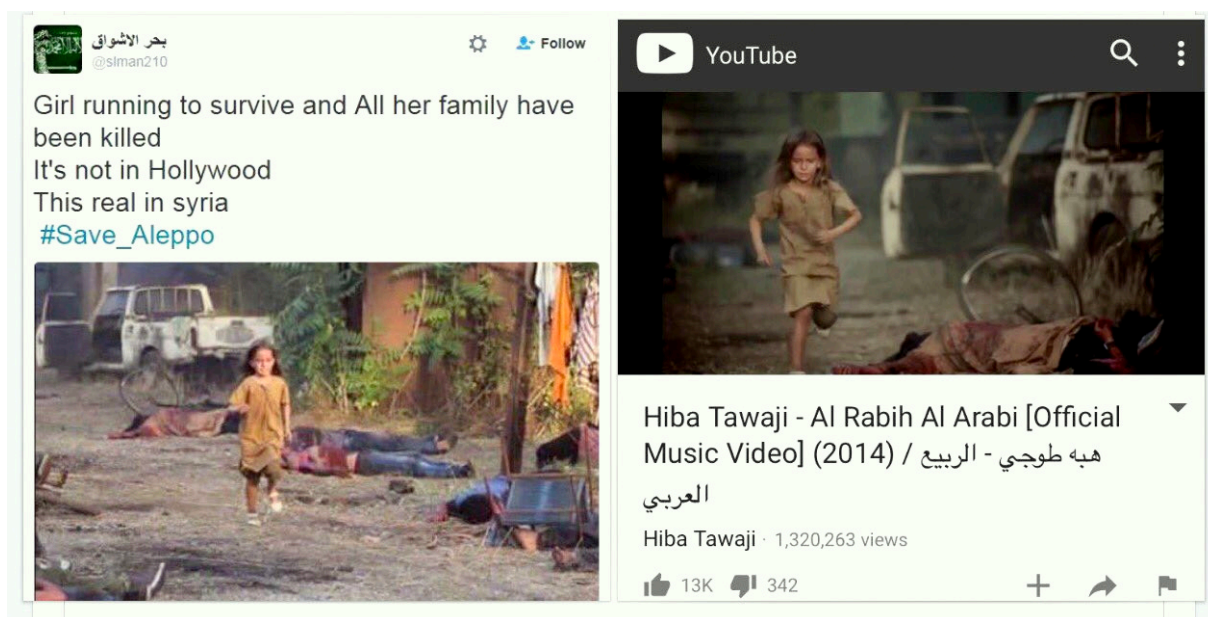 بحر الاشواق
@slman210
Follow
Girl running to survive and All her family have
been killed
It's not in Hollywood
This real in syria
#Save_Aleppo
YouTube
Hiba Tawaji - Al Rabih Al Arabi [Official
Music Video] (2014) / هبه طوجي - الربيع
العربي
Hiba Tawaji · 1,320,263 views
13K 342